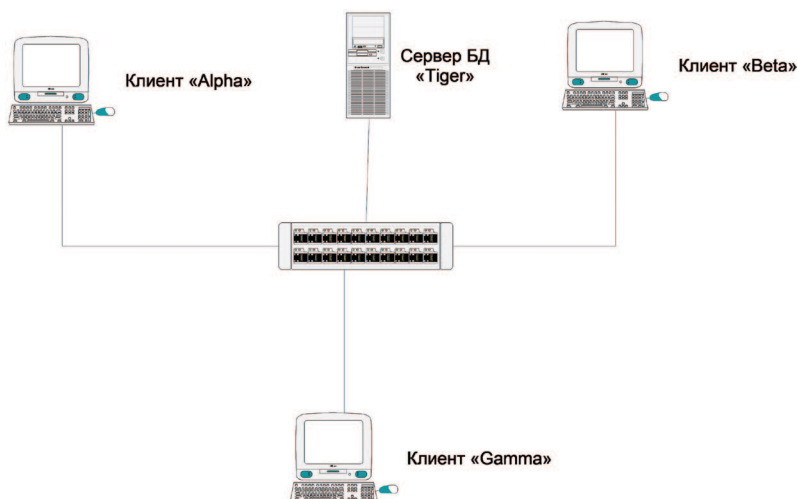 Клиент «Alpha»
Сервер БД
«Tiger»
Клиент «Beta»
Клиент «Gamma»